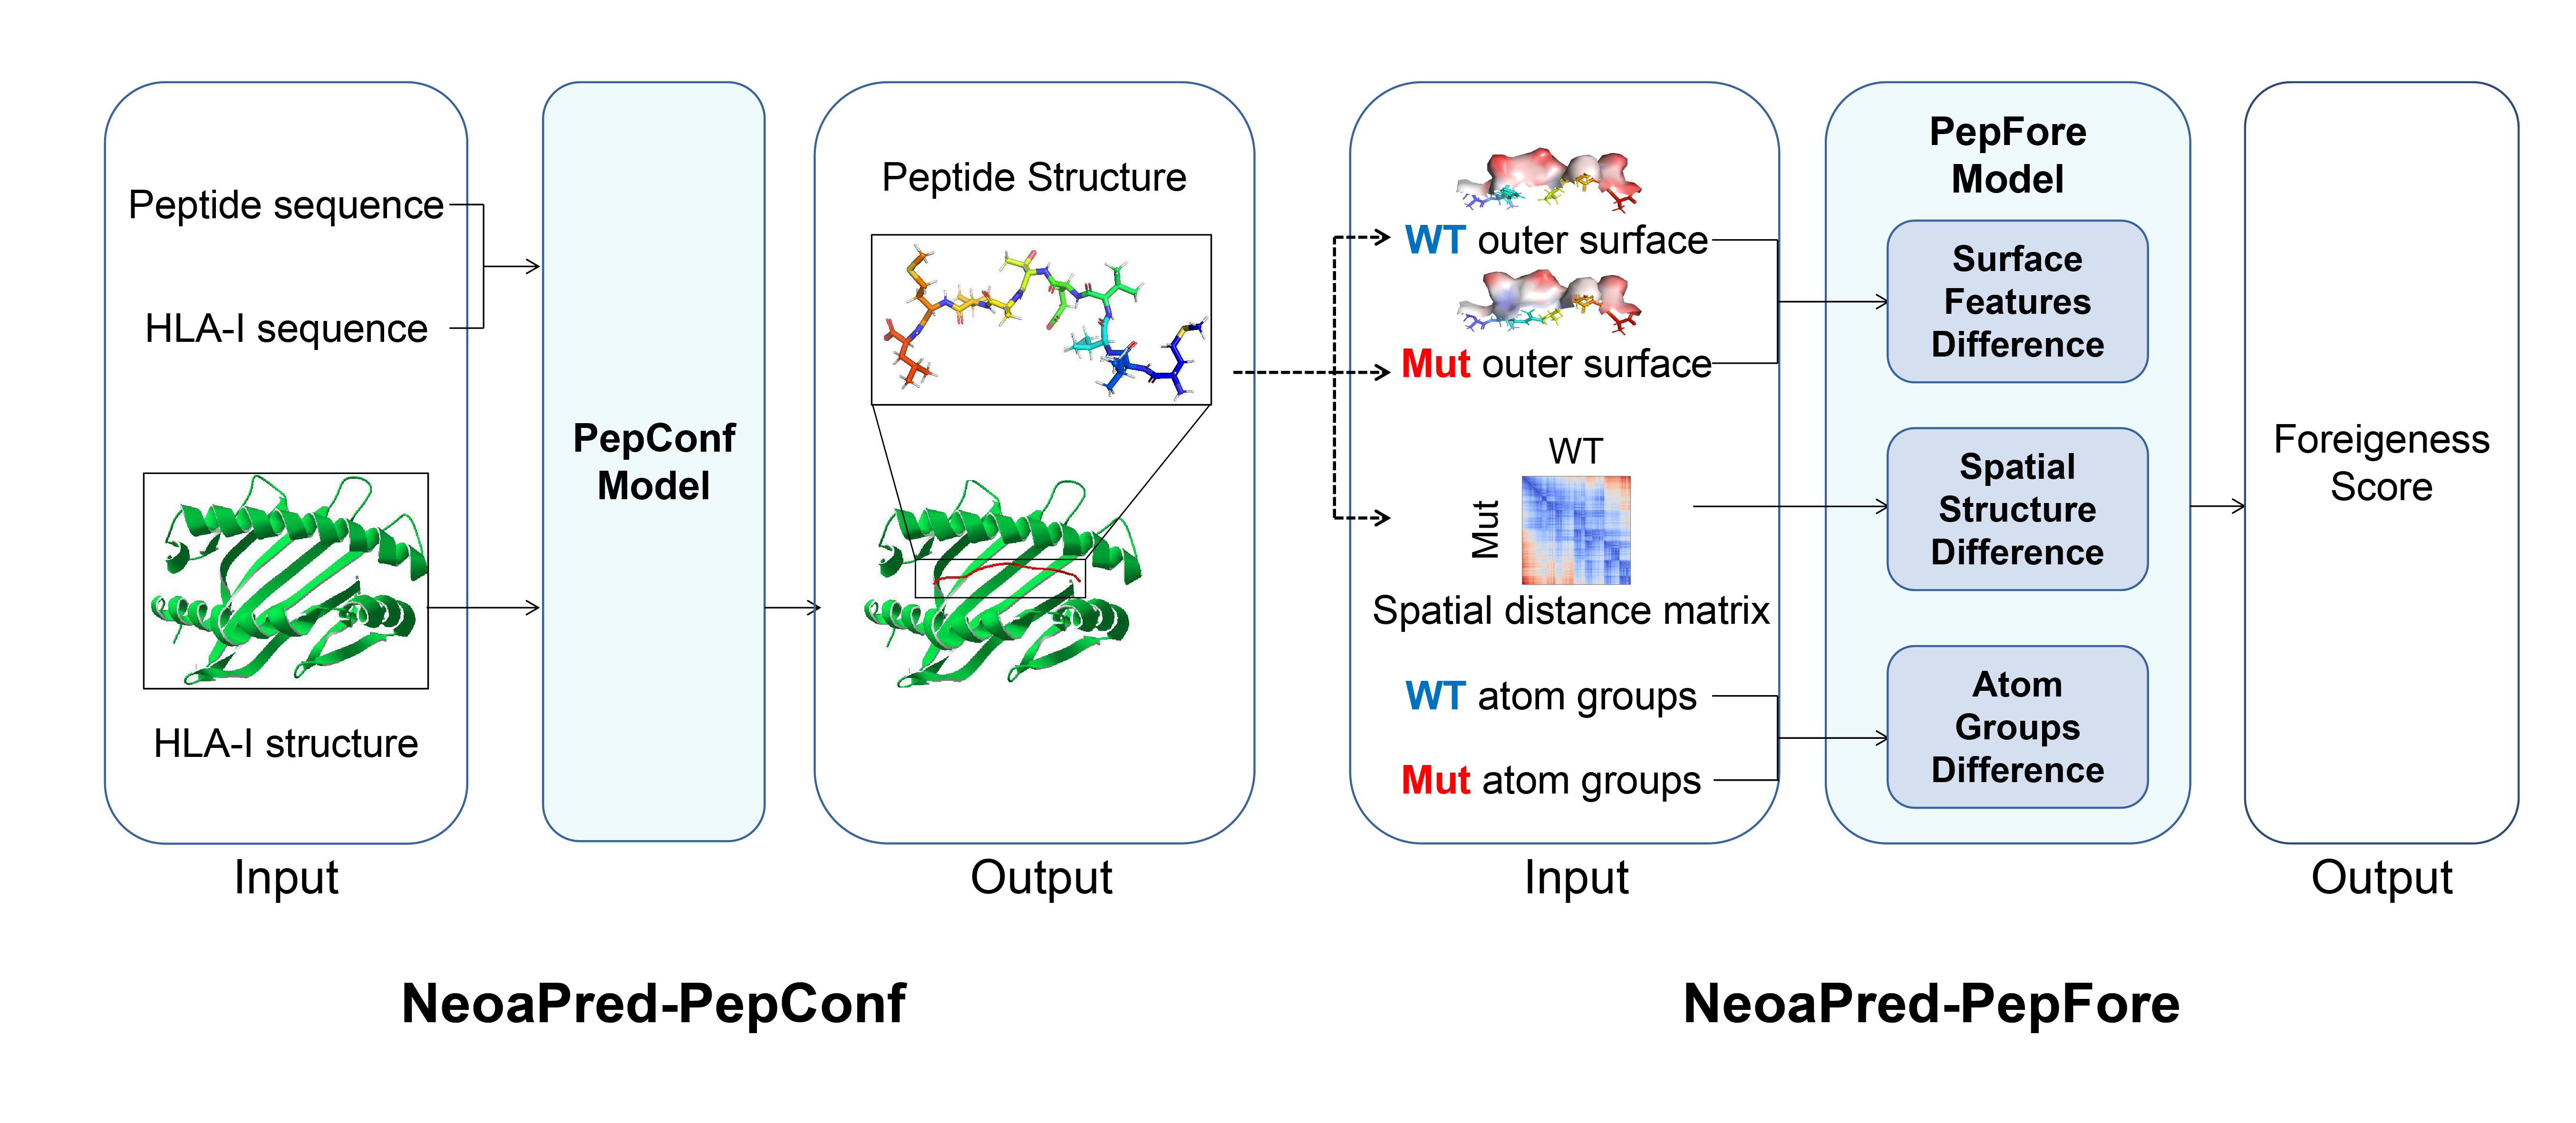 Peptide sequence
HLA-I sequence
HLA-I structure
Input
PepConf
Model
Peptide Structure
Output
NeoaPred-PepConf
WT outer surface
Mut outer surface
WT
Mut
Spatial distance matrix
WT atom groups
Mut atom groups
Input
PepFore
Model
Surface
Features
Difference
Spatial
Structure
Difference
Atom
Groups
Difference
Foreigeness
Score
Output
NeoaPred-PepFore